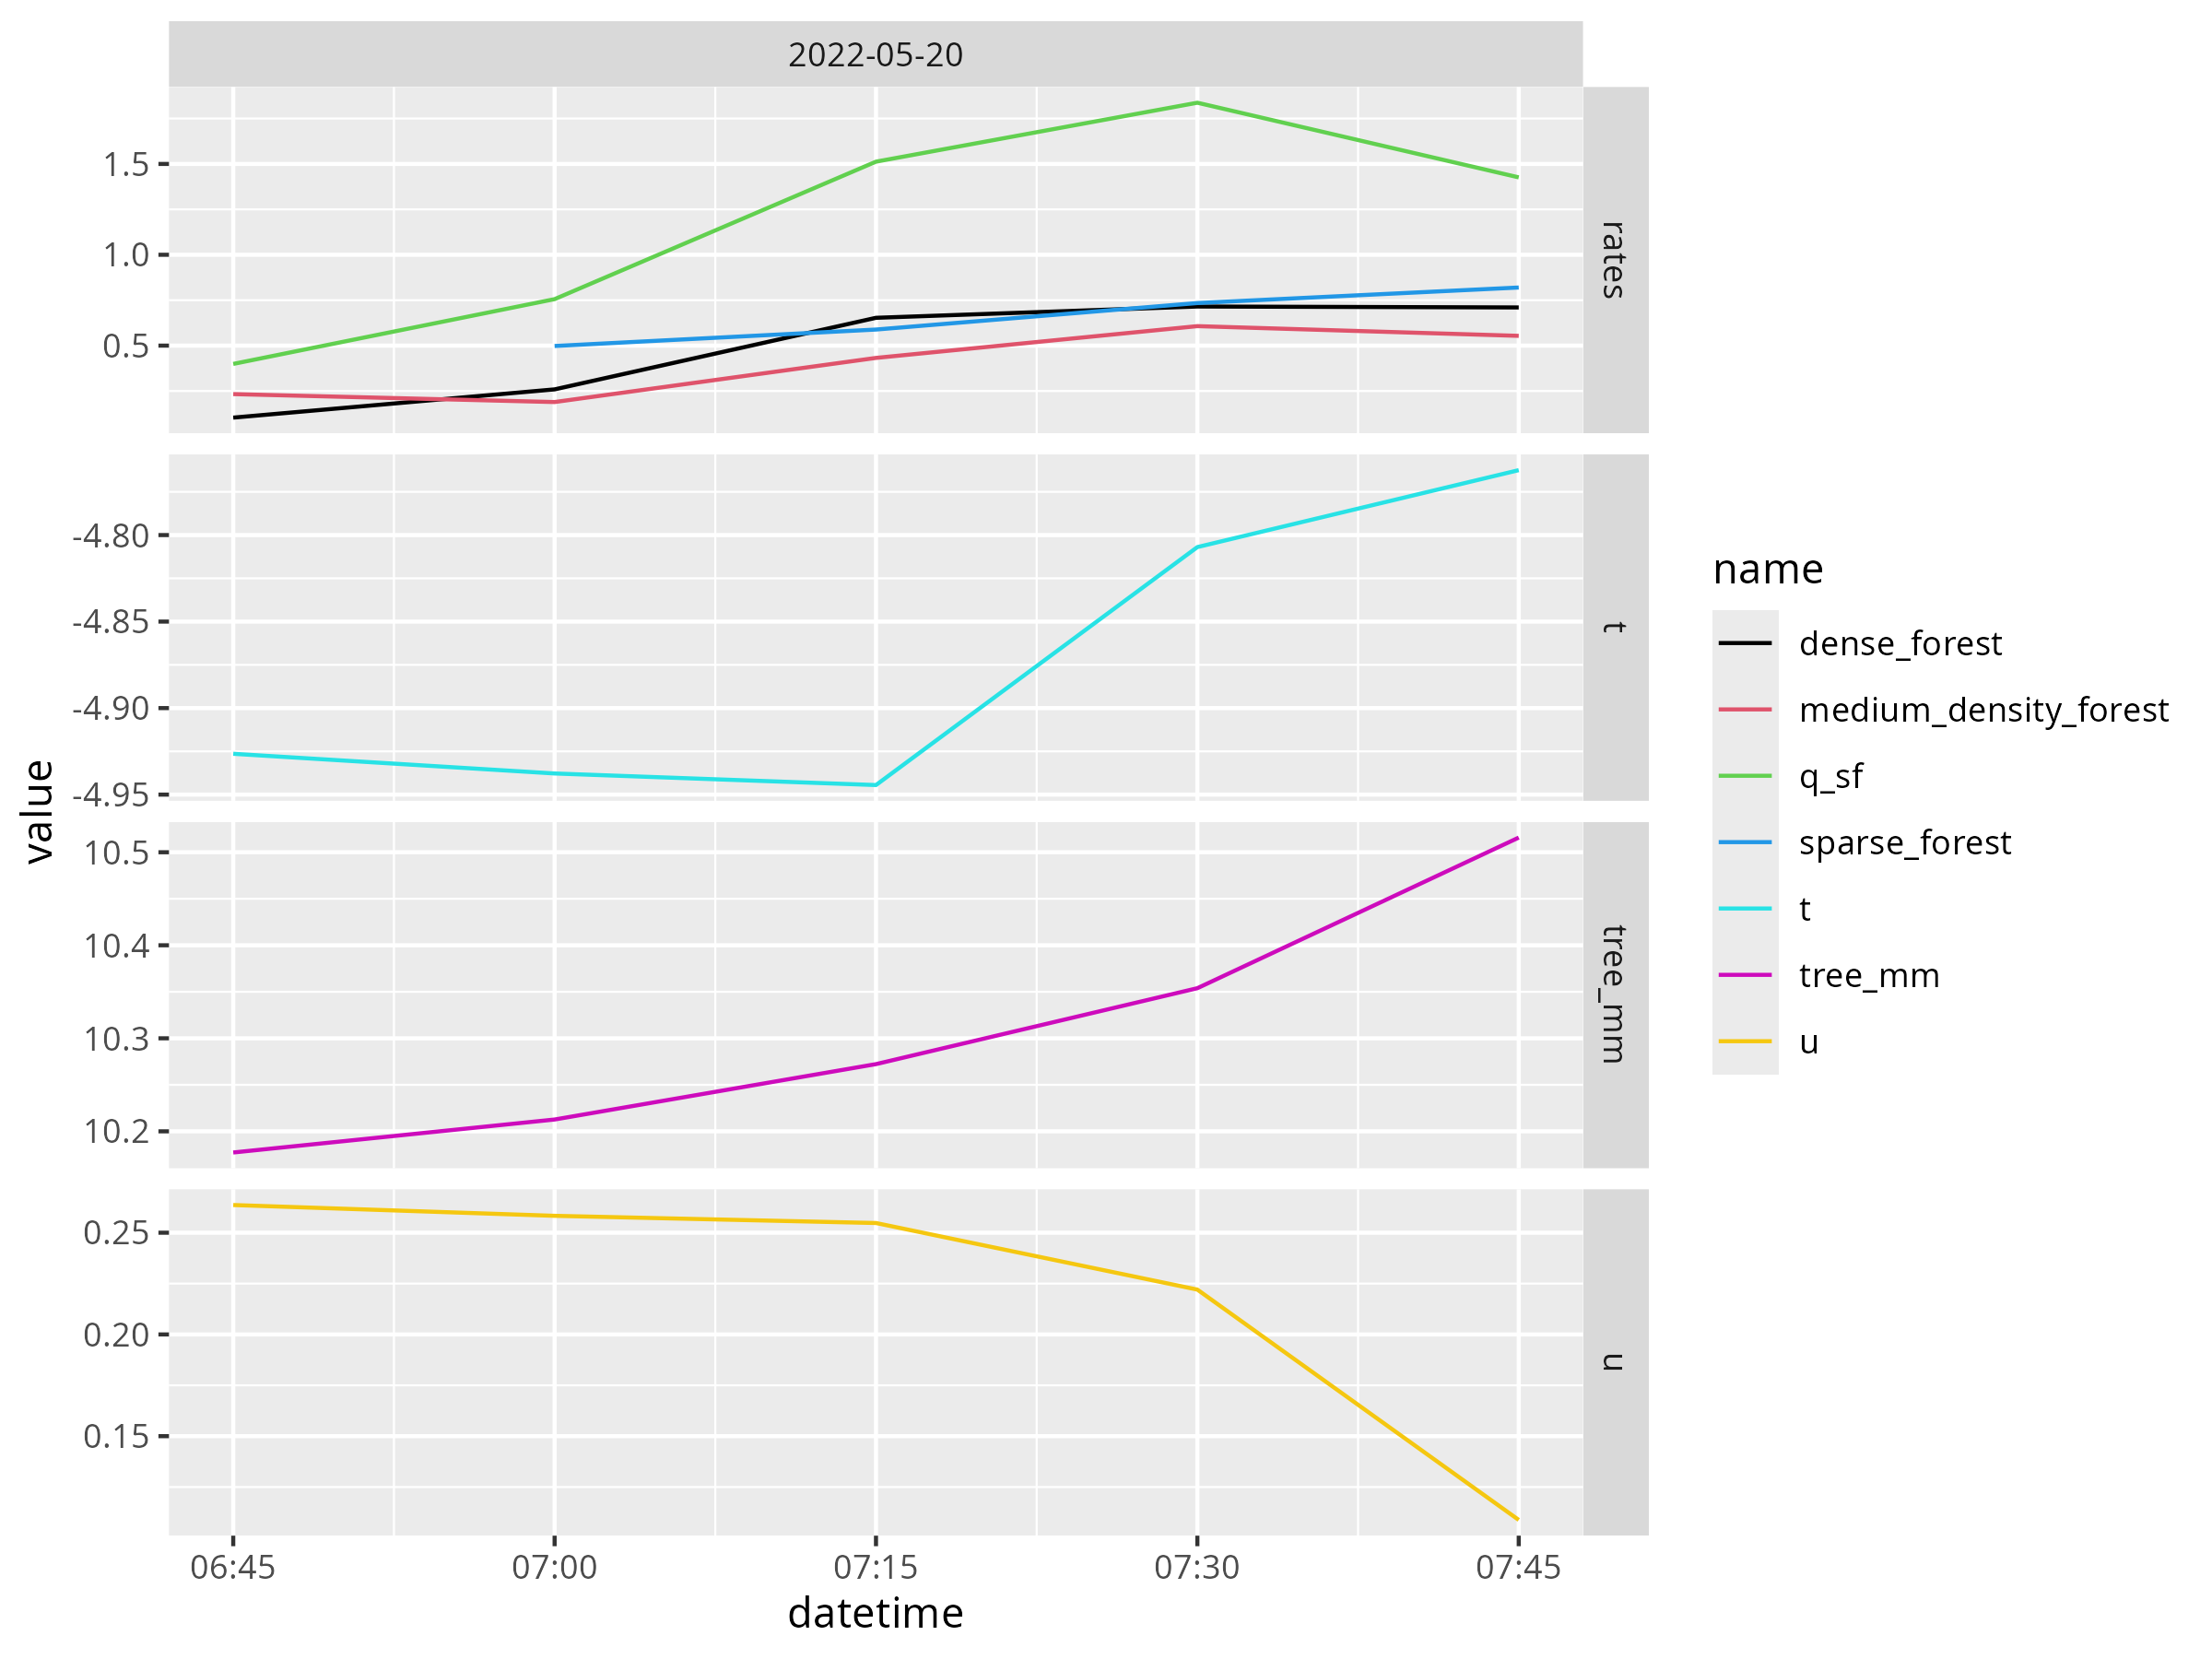 2022-05-20
1.5
1.0
0.5
rates
-4.80
-4.85
-4.90
-4.95
t
10.5
10.4
10.3
10.2
tree_mm
0.25
0.20
0.15
u
value
06:45 07:00 07:15 07:30 07:45
datetime
name
dense_forest
medium_density_forest
q_sf
sparse_forest
t
tree_mm
u